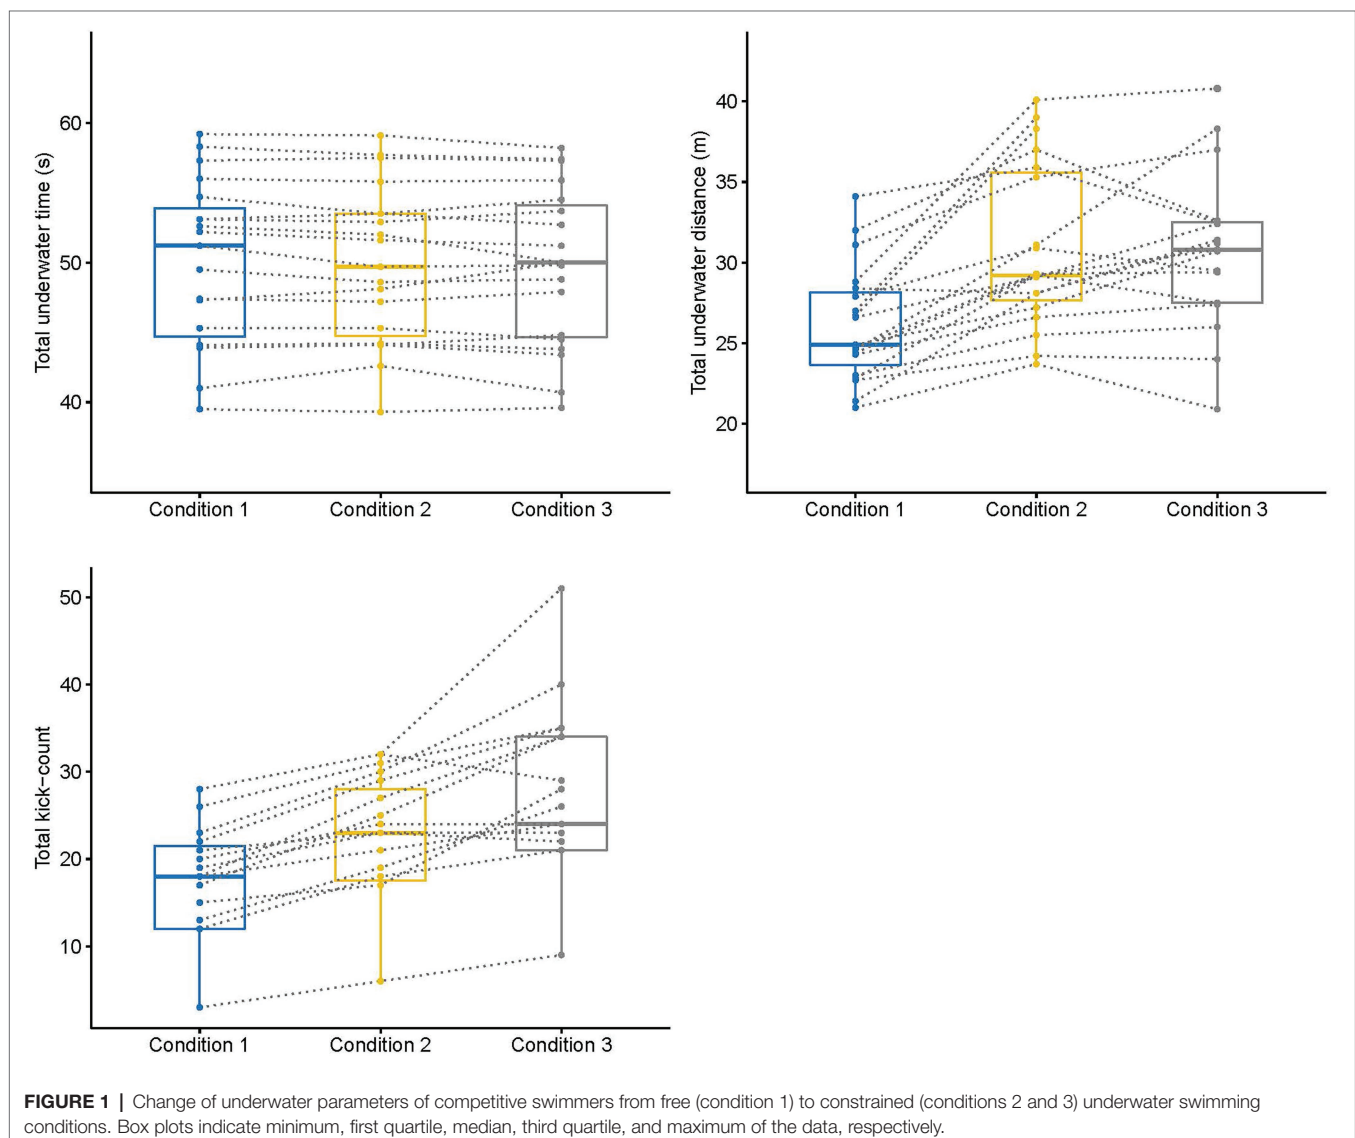 Total underwater time (s)
60
50
40
Condition 1 Condition 2 Condition 3
Total underwater distance (m)
40
35
30
25
20
Condition 1 Condition 2 Condition 3
Total kick−count
50
40
30
20
10
Condition 1 Condition 2 Condition 3
FIGURE 1 | Change of underwater parameters of competitive swimmers from free (condition 1) to constrained (conditions 2 and 3) underwater swimming
conditions. Box plots indicate minimum, first quartile, median, third quartile, and maximum of the data, respectively.